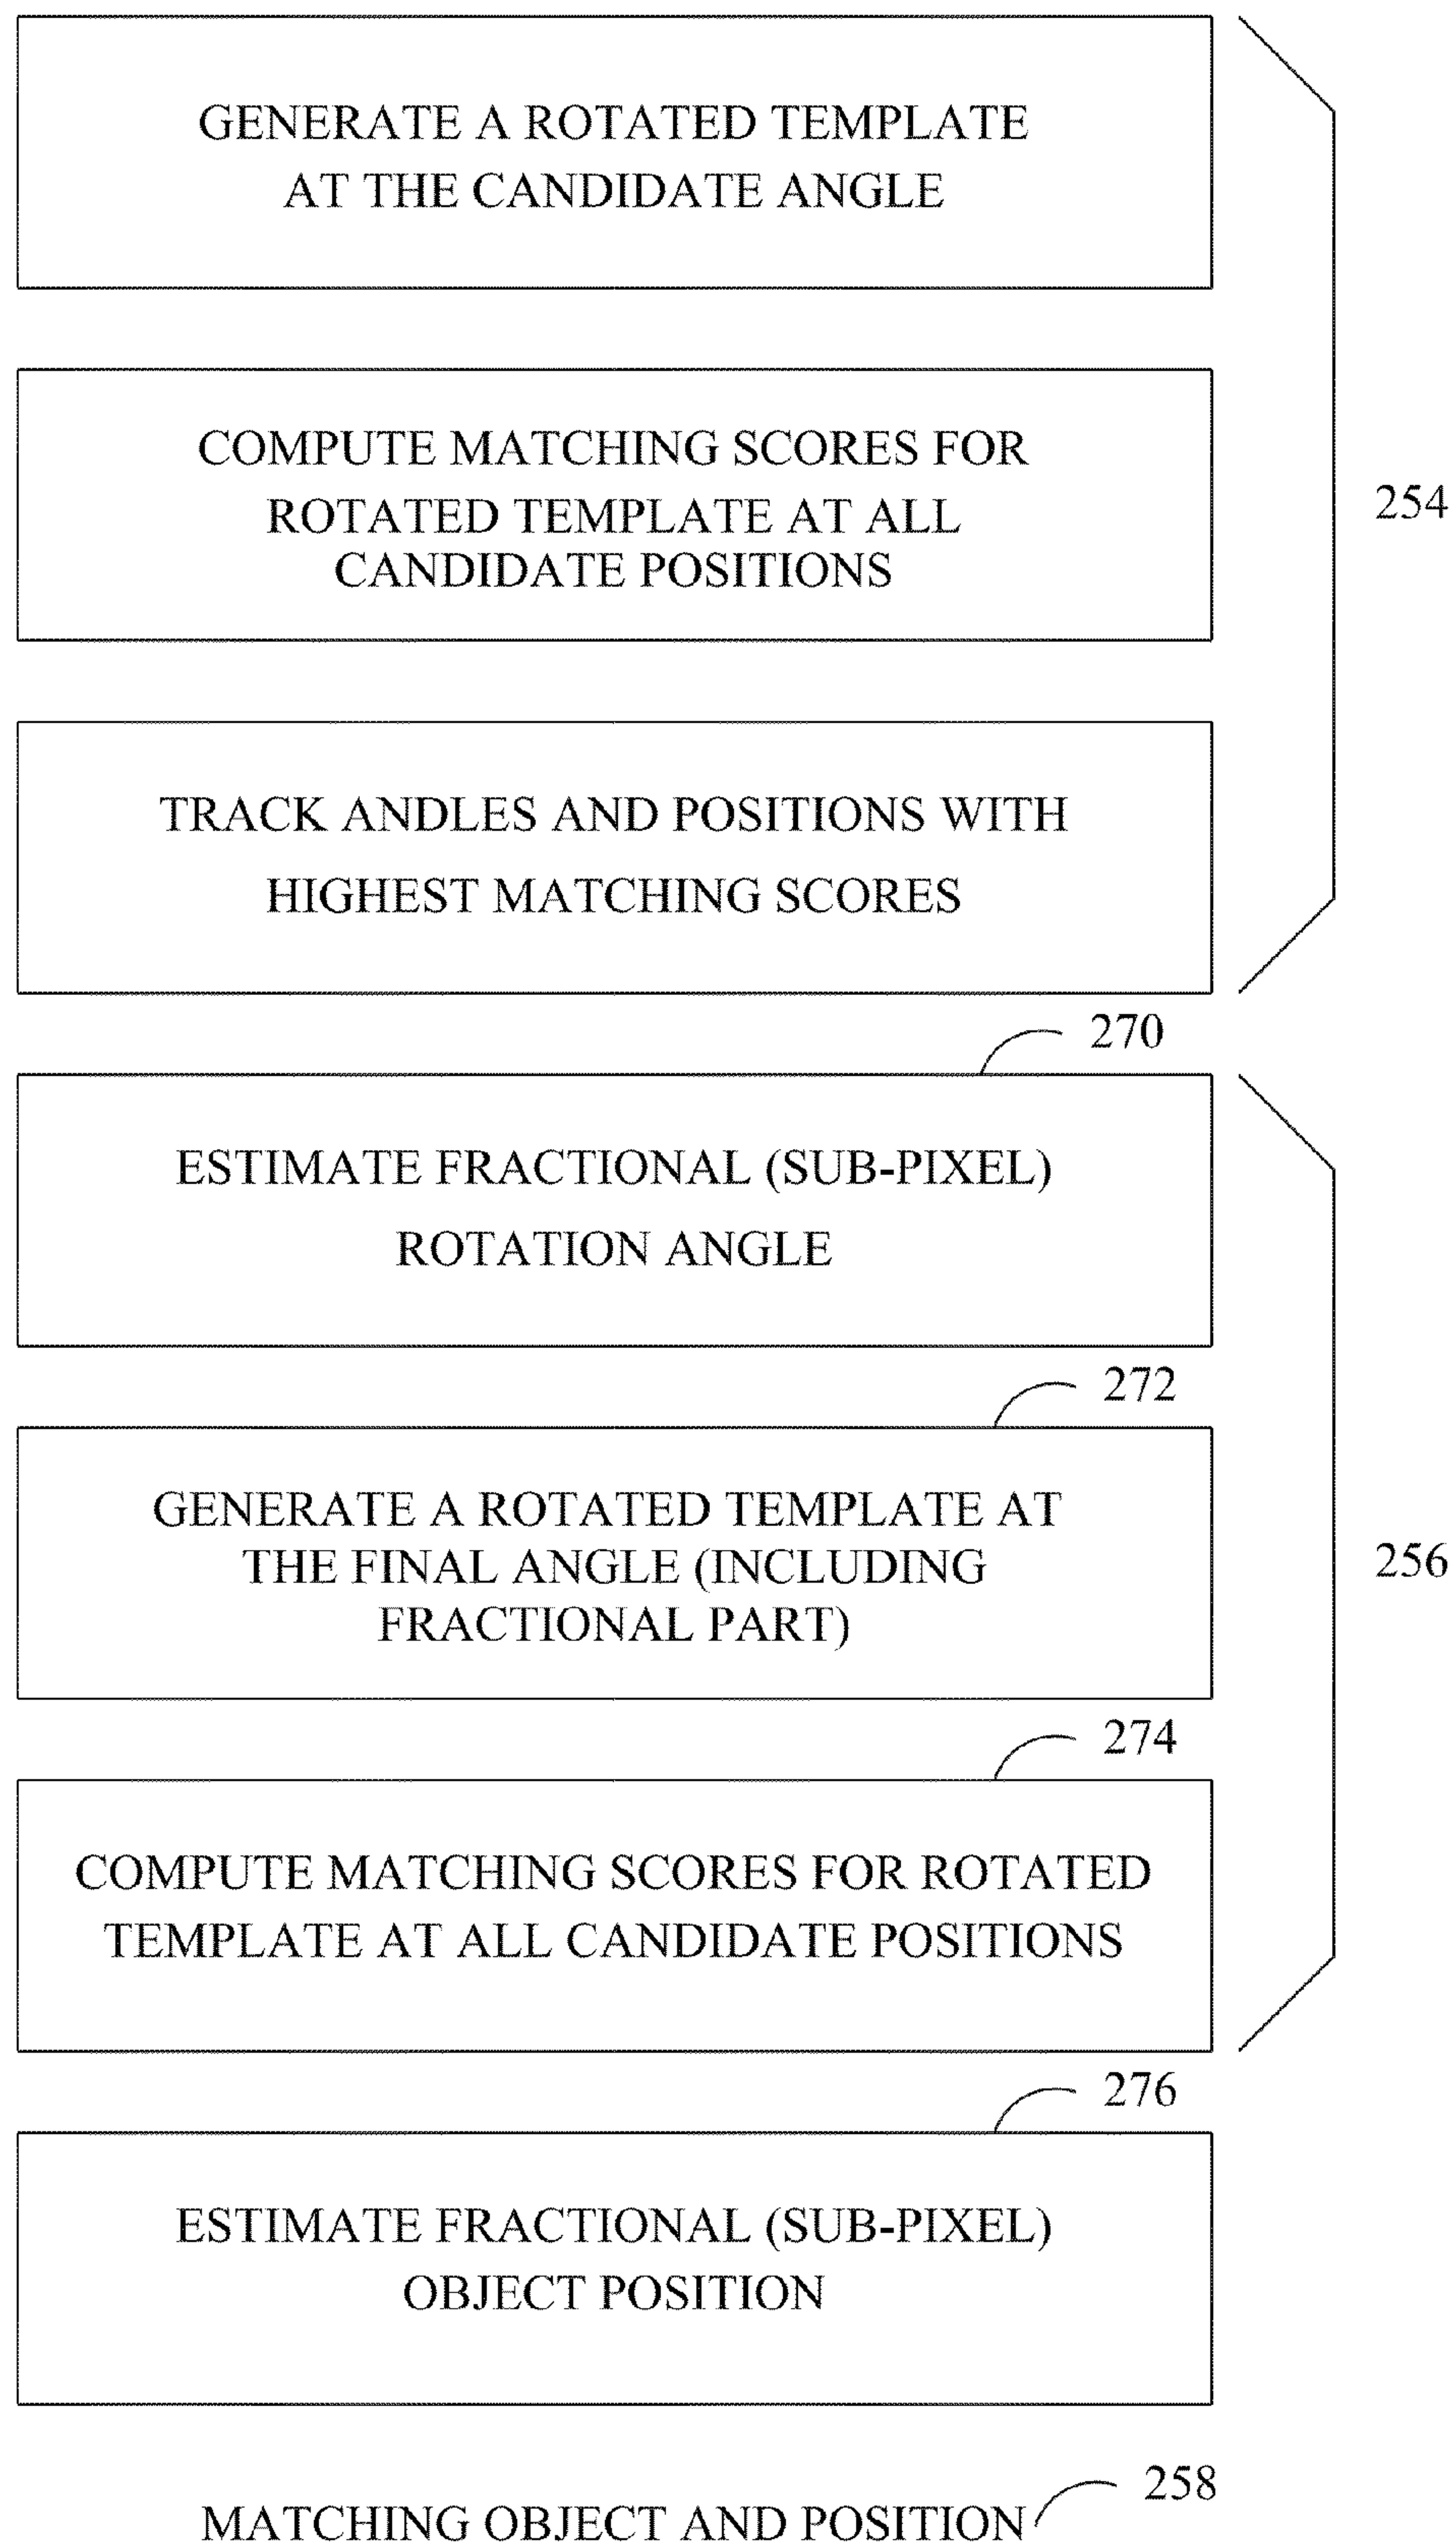 GENERATE A ROTATED TEMPLATE
AT THE CANDIDATE ANGLE
COMPUTE MATCHING SCORES FOR
ROTATED TEMPLATE AT ALL
CANDIDATE POSITIONS
254
TRACK ANDLES AND POSITIONS WITH
HIGHEST MATCHING SCORES
270
ESTIMATE FRACTIONAL (SUB-PIXEL)
ROTATION ANGLE
272
GENERATE A ROTATED TEMPLATE AT
THE FINAL ANGLE (INCLUDING
FRACTIONAL PART)
256
274
COMPUTE MATCHING SCORES FOR ROTATED
TEMPLATE AT ALL CANDIDATE POSITIONS
276
ESTIMATE FRACTIONAL (SUB-PIXEL)
OBJECT POSITION
258
MATCHING OBJECT AND POSITION